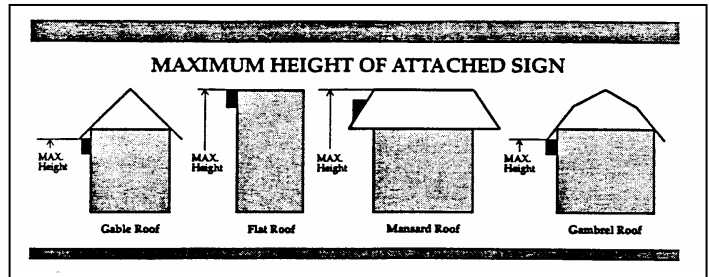 MAXIMUM HEIGHT OF ATTACHED SIGN
MAX.
Height
MAX.
Height
MAX.
Height
MAX.
Height
Gable Roof
Flat Roof
Mansard Roof
Gambrel Roof